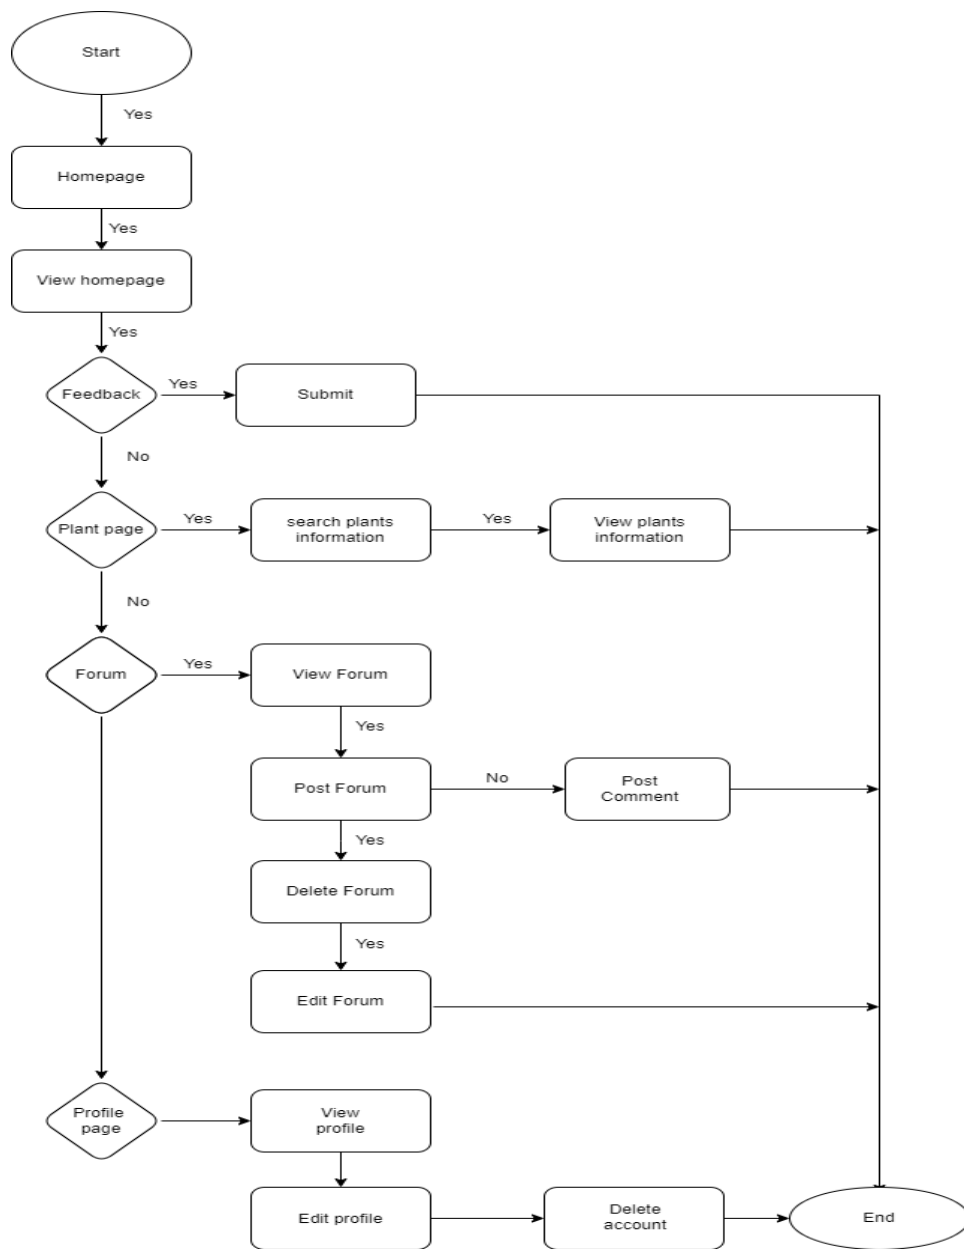 Start
Yes
Homepage
Yes
View homepage
Yes
Feedback
Yes
Submit
No
Plant page
Yes
search plants
information
Yes
View plants
information
No
Forum
Yes
View Forum
Yes
Post Forum
No
Post
Comment
Yes
Delete Forum
Yes
Edit Forum
Profile
page
View
profile
Edit profile
Delete
account
End